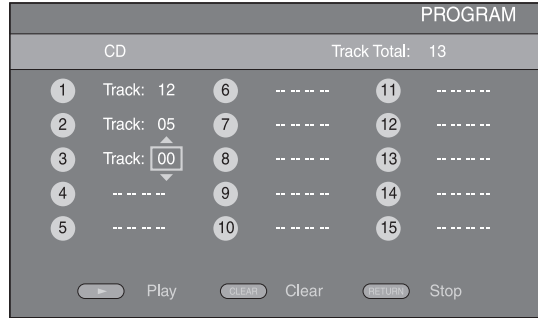 PROGRAM
CD Track Total: 13
1 Track: 12 6 -- -- -- -- 11 -- -- -- --
2 Track: 05 7 -- -- -- -- 12 -- -- -- --
3 Track: 00 8 -- -- -- -- 13 -- -- -- --
4 -- -- -- -- 9 -- -- -- -- 14 -- -- -- --
5 -- -- -- -- 10 -- -- -- -- 15 -- -- -- --
Play CLEAR Clear RETURN Stop